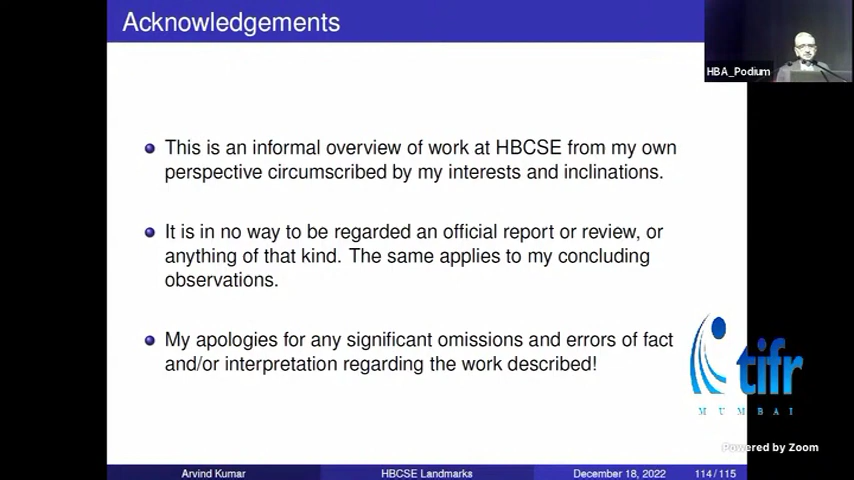 Acknowledgements
HBA_Podium
This is an informal overview of work at HBCSE from my own
perspective circumscribed by my interests and inclinations.
It is in no way to be regarded an official report or review, or
anything of that kind. The same applies to my concluding
observations.
My apologies for any significant omissions and errors of fact
and/or interpretation regarding the work described!
tifr
MUMBAI
Powered by Zoom
Arvind Kumar HBCSE Landmarks December 18, 2022 114 / 115